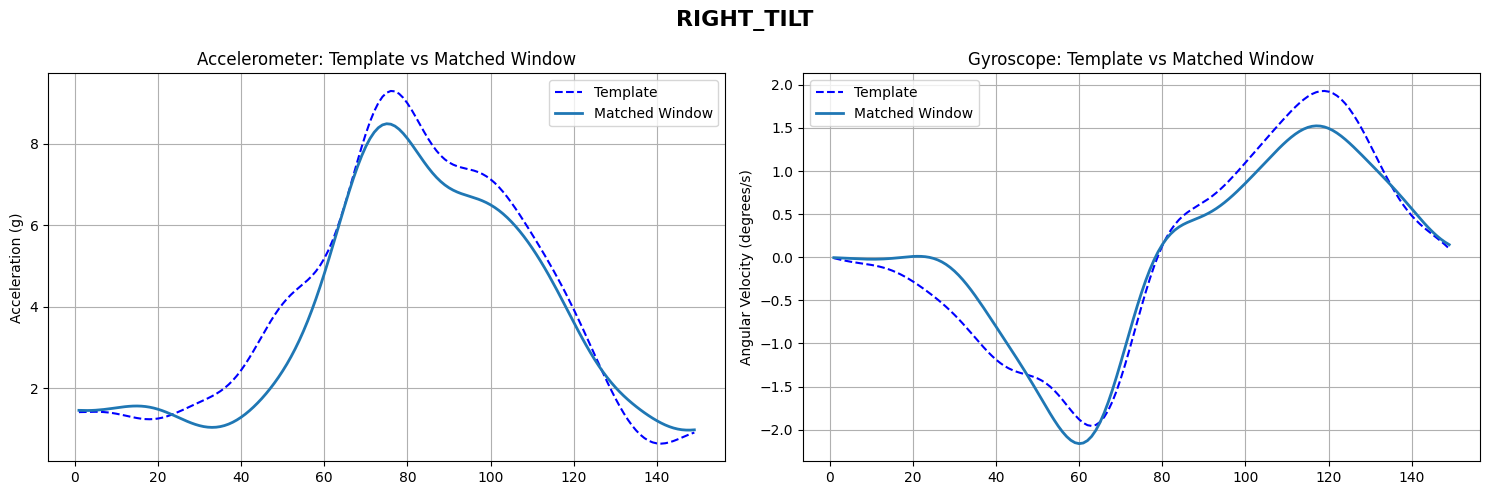 RIGHT_TILT
Accelerometer: Template vs Matched Window
Template
Matched Window
Acceleration (g)
8
6
4
2
0 20 40 60 80 100 120 140
Gyroscope: Template vs Matched Window
Template
Matched Window
Angular Velocity (degrees/s)
2.0
1.5
1.0
0.5
0.0
−0.5
−1.0
−1.5
−2.0
0 20 40 60 80 100 120 140